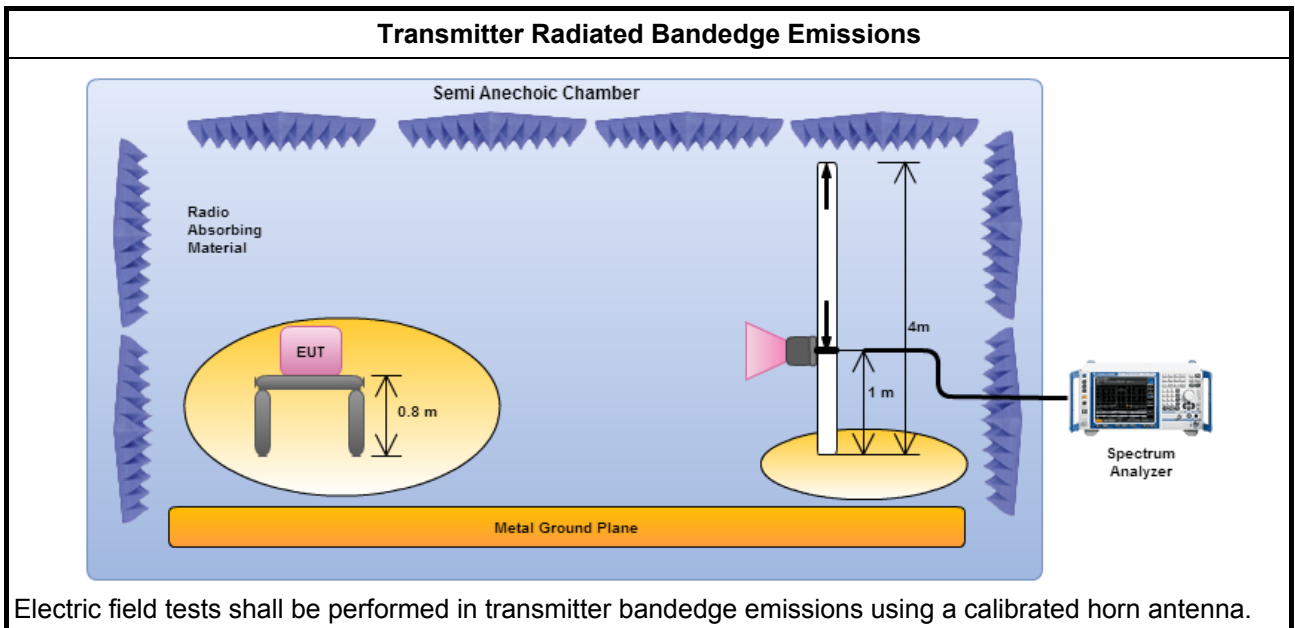 Transmitter Radiated Bandedge Emissions
Semi Anechoic Chamber
Radio
Absorbing
Material
EUT
0.8 m
4m
1 m
Spectrum
Analyzer
Metal Ground Plane
Electric field tests shall be performed in transmitter bandedge emissions using a calibrated horn antenna.